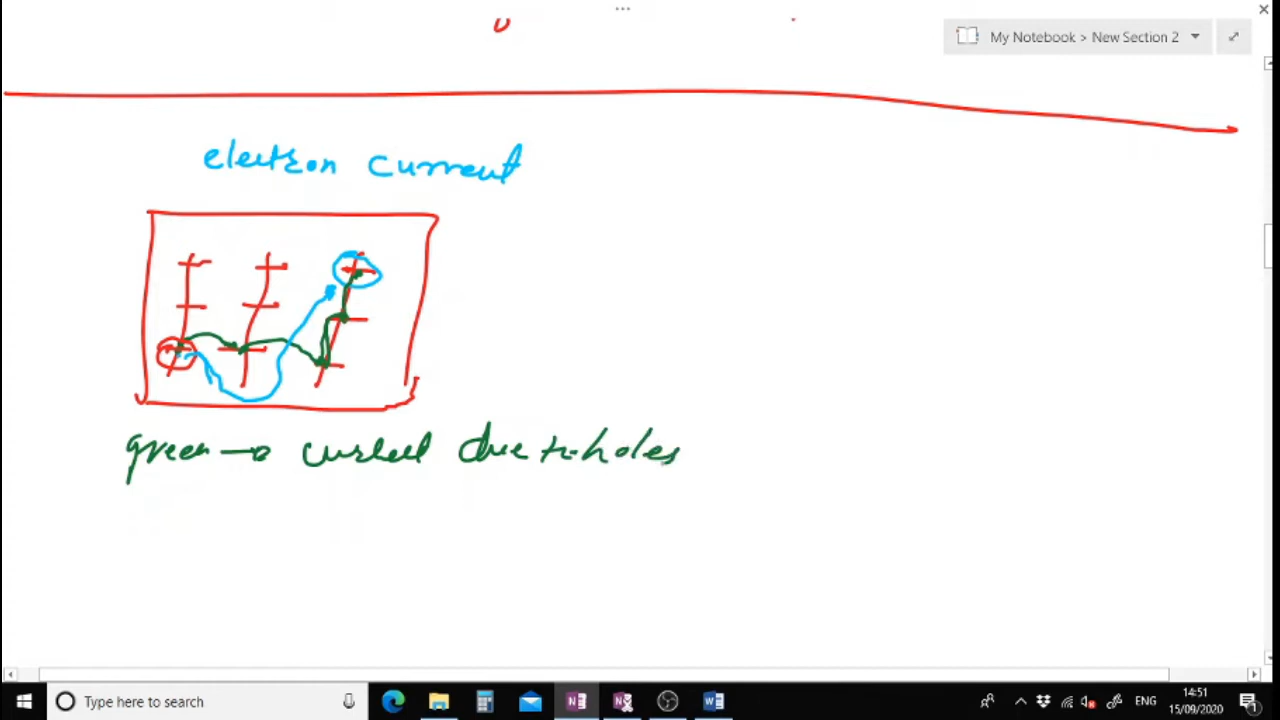 My Notebook > New Section 2
electron current
green → current due to holes
Type here to search
ENG
14:51
15/09/2020